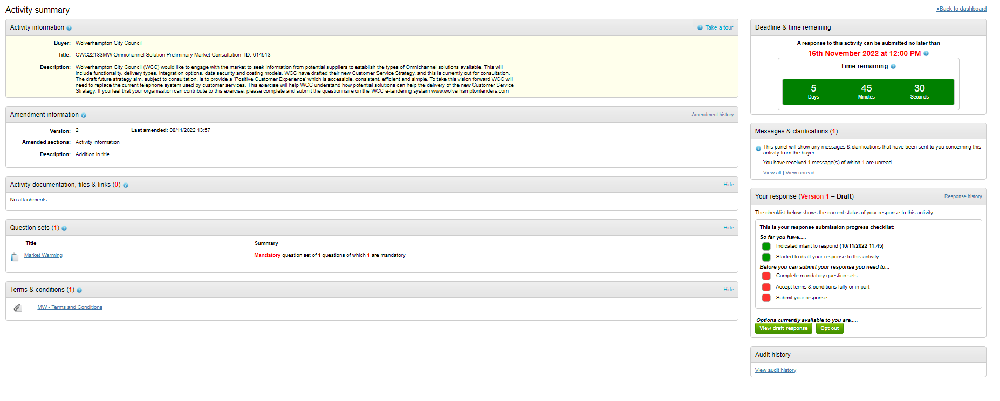 Activity summary
<Back to dashboard
Activity information
Take a tour
Buyer: Wolverhampton City Council
Title: CWC22183MW Omnichannel Solution Preliminary Market Consultation ID: 614513
Description: Wolverhampton City Council (WCC) would like to engage with the market to seek information from potential suppliers to establish the types of Omnichannel solutions available. This will
include functionality, delivery types, integration options, data security and costing models. WCC have drafted their new Customer Service Strategy, and this is currently out for consultation.
The draft future strategy aim, subject to consultation, is to provide a 'Positive Customer Experience' which is accessible, consistent, efficient and simple. To take this vision forward WCC will
need to replace the current telephone system used by customer services. This exercise will help WCC understand how potential solutions can help the delivery of the new Customer Service
Strategy. If you feel that your organisation can contribute to this exercise, please complete and submit the questionnaire on the WCC e-tendering system www.wolverhamptontenders.com
Amendment information
Amendment history
Version: 2 Last amended: 08/11/2022 13:57
Amended sections: Activity information
Description: Addition in title
Activity documentation, files & links (0)
Hide
No attachments
Question sets (1)
Hide
Title Summary
Market Warming Mandatory question set of 1 questions of which 1 are mandatory
Terms & conditions (1)
Hide
MW - Terms and Conditions
Deadline & time remaining
A response to this activity can be submitted no later than
16th November 2022 at 12:00 PM
Time remaining
5 45 30
Days Minutes Seconds
Messages & clarifications (1)
This panel will show any messages & clarifications that have been sent to you concerning this
activity from the buyer
You have received 1 message(s) of which 1 are unread
View all | View unread
Your response (Version 1 – Draft)
Response history
The checklist below shows the current status of your response to this activity
This is your response submission progress checklist:
So far you have.....
Indicated intent to respond (10/11/2022 11:45)
Started to draft your response to this activity
Before you can submit your response you need to...
Complete mandatory question sets
Accept terms & conditions fully or in part
Submit your response
Options currently available to you are.....
View draft response Opt out
Audit history
View audit history